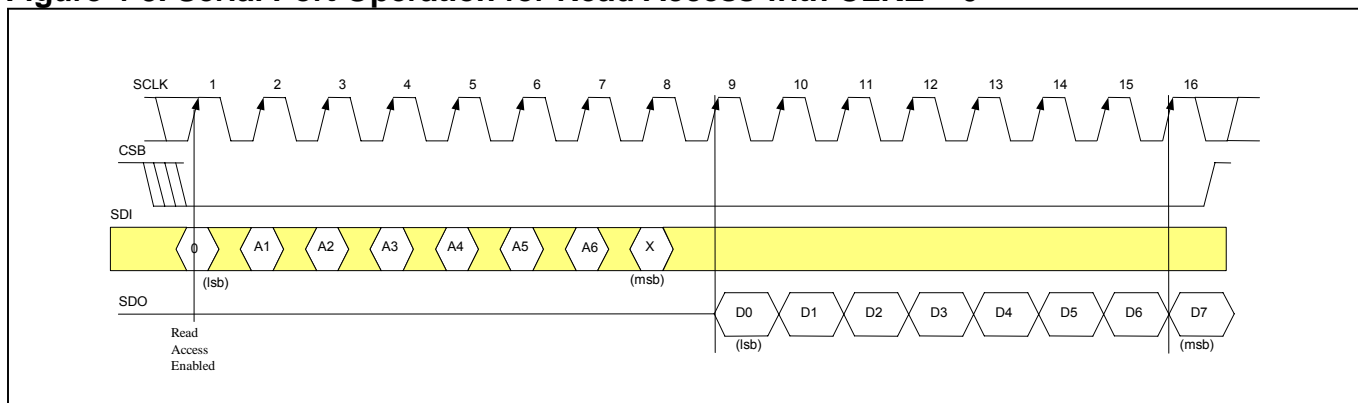 SCLK 1 2 3 4 5 6 7 8 9 10 11 12 13 14 15 16
CSB
SDI
0 A1 A2 A3 A4 A5 A6 X
(lsb) (msb)
SDO
D0 D1 D2 D3 D4 D5 D6 D7
(lsb) (msb)
Read
Access
Enabled